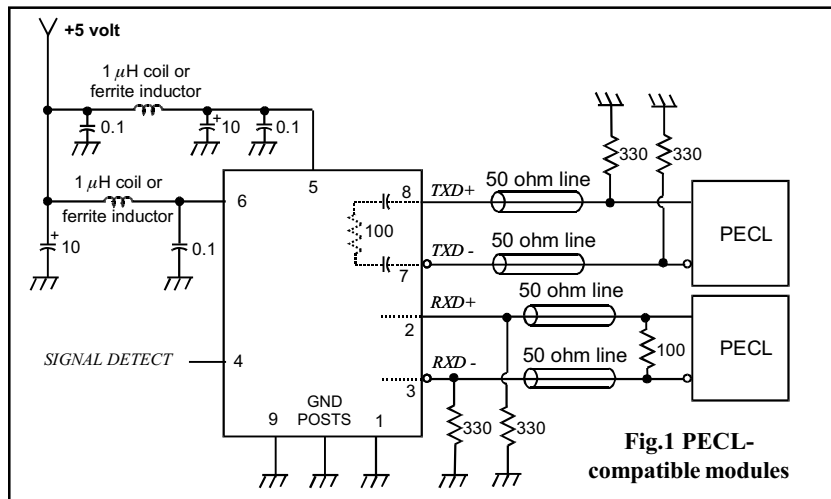 +5 volt
1 µH coil or
ferrite inductor
0.1
+
10
0.1
330
330
1 µH coil or
ferrite inductor
5
8
TXD+
50 ohm line
6
PECL
+
10
0.1
100
50 ohm line
7
TXD -
50 ohm line
RXD+
2
SIGNAL DETECT
4
50 ohm line
100
PECL
RXD -
3
GND
POSTS
9
1
330
330
Fig.1 PECL-
compatible modules